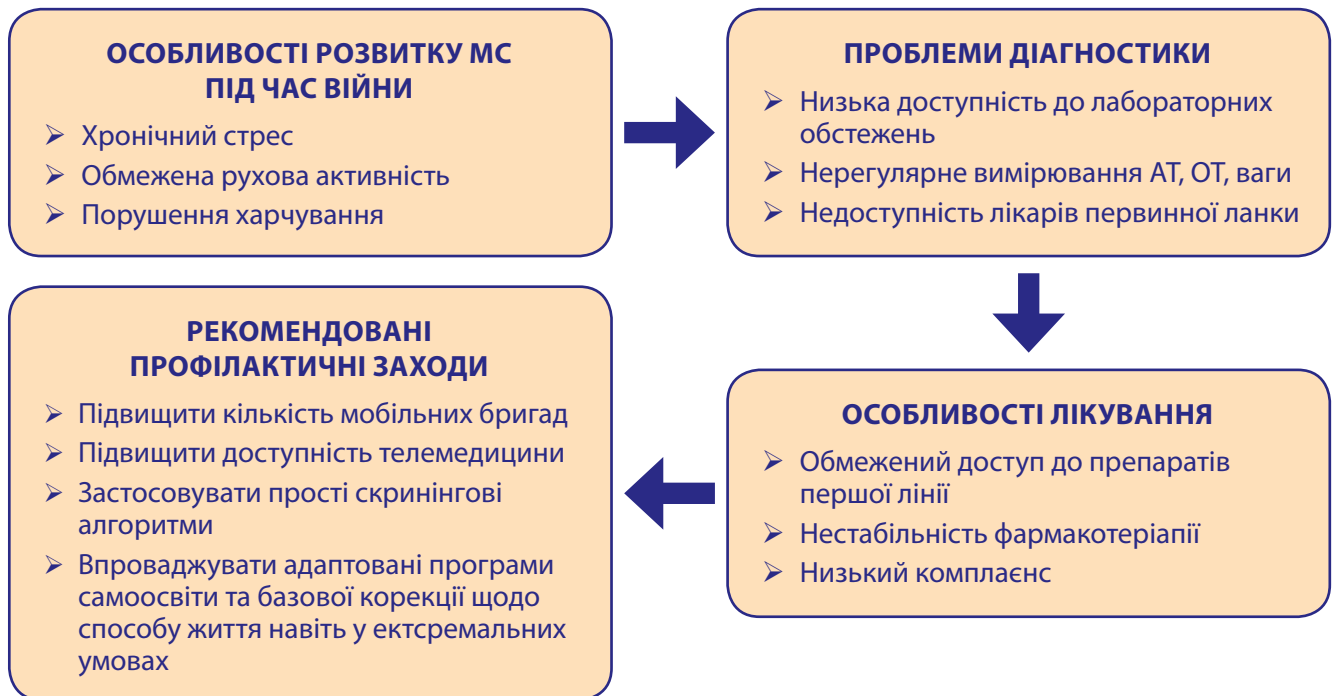 ОСОБЛИВОСТІ РОЗВИТКУ МС
ПІД ЧАС ВІЙНИ
➢ Хронічний стрес
➢ Обмежена рухова активність
➢ Порушення харчування
ПРОБЛЕМИ ДІАГНОСТИКИ
➢ Низька доступність до лабораторних
обстежень
➢ Нерегулярне вимірювання АТ, ОТ, ваги
➢ Недоступність лікарів первинної ланки
ОСОБЛИВОСТІ ЛІКУВАННЯ
➢ Обмежений доступ до препаратів
першої лінії
➢ Нестабільність фармакотеріапії
➢ Низький комплаєнс
РЕКОМЕНДОВАНІ
ПРОФІЛАКТИЧНІ ЗАХОДИ
➢ Підвищити кількість мобільних бригад
➢ Підвищити доступність телемедицини
➢ Застосовувати прості скринінгові
алгоритми
➢ Впроваджувати адаптовані програми
самоосвіти та базової корекції щодо
способу життя навіть у ектсремальних
умовах